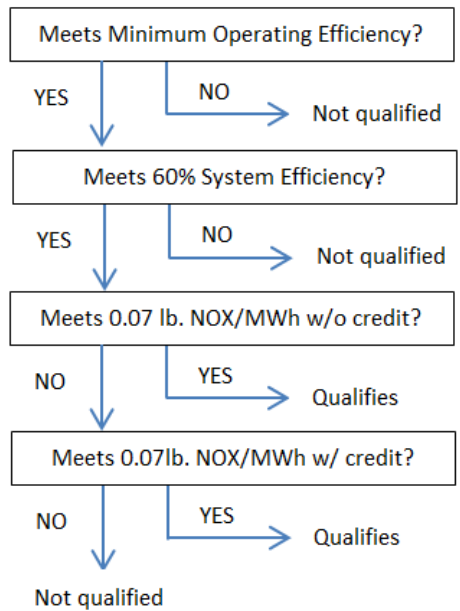 Meets Minimum Operating Efficiency?
YES
NO
Not qualified
Meets 60% System Efficiency?
YES
NO
Not qualified
Meets 0.07 lb. NOX/MWh w/o credit?
NO
YES
Qualifies
Meets 0.07lb. NOX/MWh w/ credit?
NO
YES
Qualifies
Not qualified